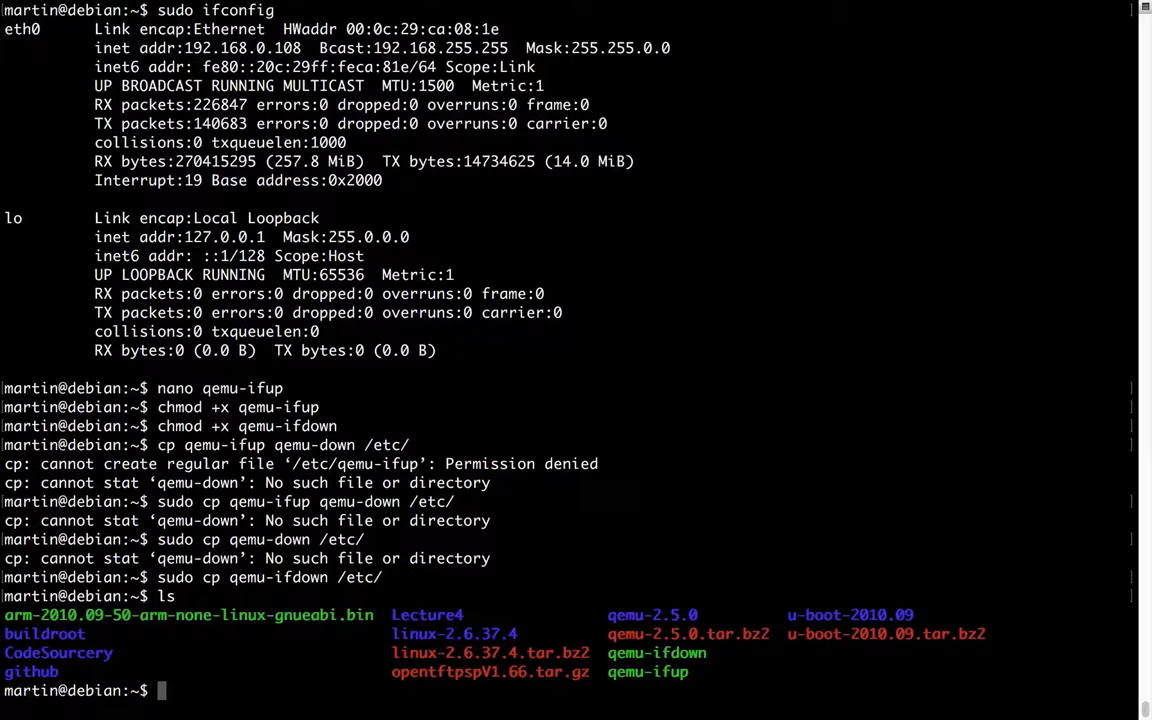 martin@debian:~$ sudo ifconfig
eth0      Link encap:Ethernet  HWaddr 00:0c:29:ca:08:1e
          inet addr:192.168.0.108  Bcast:192.168.255.255  Mask:255.255.0.0
          inet6 addr: fe80::20c:29ff:feca:81e/64 Scope:Link
          UP BROADCAST RUNNING MULTICAST  MTU:1500  Metric:1
          RX packets:226847 errors:0 dropped:0 overruns:0 frame:0
          TX packets:140683 errors:0 dropped:0 overruns:0 carrier:0
          collisions:0 txqueuelen:1000
          RX bytes:270415295 (257.8 MiB)  TX bytes:14734625 (14.0 MiB)
          Interrupt:19 Base address:0x2000

lo        Link encap:Local Loopback
          inet addr:127.0.0.1  Mask:255.0.0.0
          inet6 addr: ::1/128 Scope:Host
          UP LOOPBACK RUNNING  MTU:65536  Metric:1
          RX packets:0 errors:0 dropped:0 overruns:0 frame:0
          TX packets:0 errors:0 dropped:0 overruns:0 carrier:0
          collisions:0 txqueuelen:0
          RX bytes:0 (0.0 B)  TX bytes:0 (0.0 B)

martin@debian:~$ nano qemu-ifup
martin@debian:~$ chmod +x qemu-ifup
martin@debian:~$ chmod +x qemu-ifdown
martin@debian:~$ cp qemu-ifup qemu-down /etc/
cp: cannot create regular file ‘/etc/qemu-ifup’: Permission denied
cp: cannot stat ‘qemu-down’: No such file or directory
martin@debian:~$ sudo cp qemu-ifup qemu-down /etc/
cp: cannot stat ‘qemu-down’: No such file or directory
martin@debian:~$ sudo cp qemu-down /etc/
cp: cannot stat ‘qemu-down’: No such file or directory
martin@debian:~$ sudo cp qemu-ifdown /etc/
martin@debian:~$ ls
arm-2010.09-50-arm-none-linux-gnueabi.bin  Lecture4                qemu-2.5.0          u-boot-2010.09
buildroot                                  linux-2.6.37.4          qemu-2.5.0.tar.bz2  u-boot-2010.09.tar.bz2
CodeSourcery                               linux-2.6.37.4.tar.bz2  qemu-ifdown
github                                     opentftpspV1.66.tar.gz  qemu-ifup
martin@debian:~$